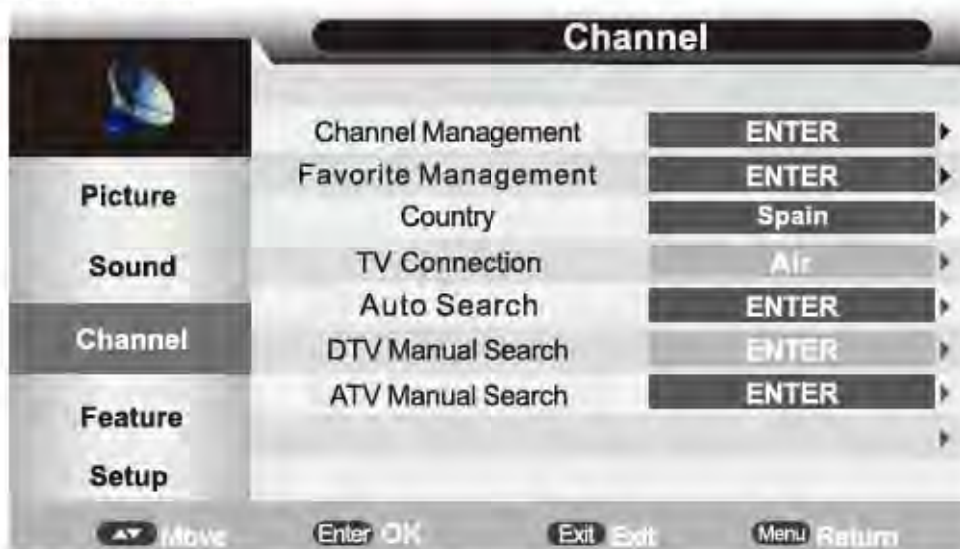 Channel
Channel Management ENTER
Favorite Management ENTER
Picture
Country Spain
Sound
TV Connection Air
Auto Search ENTER
Channel
DTV Manual Search ENTER
ATV Manual Search ENTER
Feature
Setup
Move Enter OK Exit Exit Menu Return